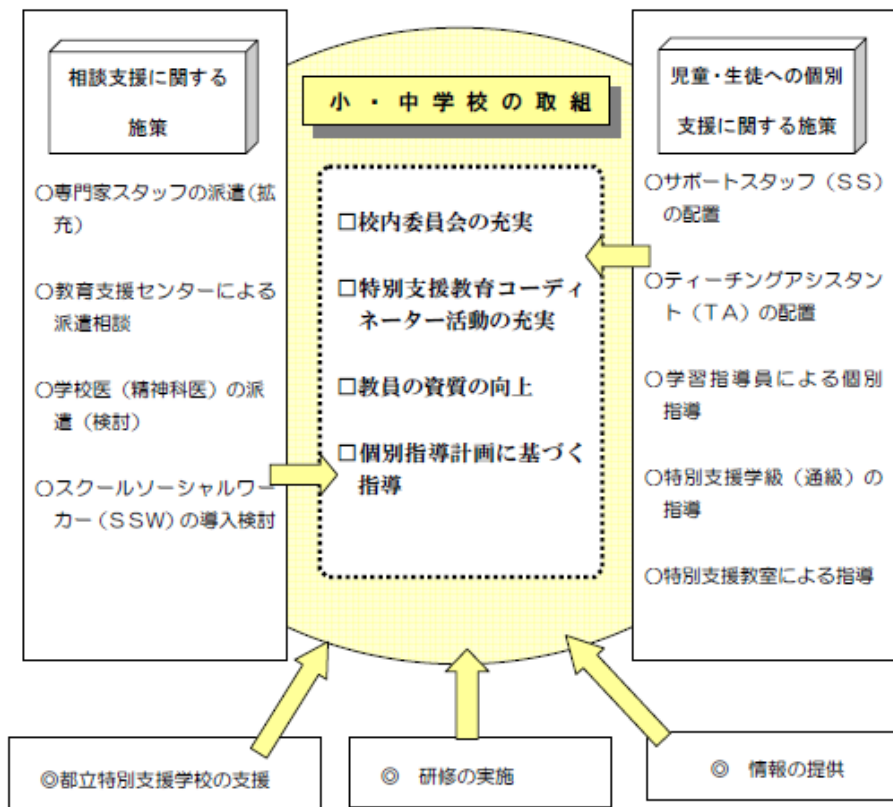 相談支援に関する
施策
○専門家スタッフの派遣(拡
充）
○教育支援センターによる
派遣相談
○学校医（精神科医）の派
遣（検討）
○スクールソーシャルワー
カー（ＳＳＷ）の導入検討
小・中学校の取組
□校内委員会の充実
□特別支援教育コーディ
ネーター活動の充実
□教員の資質の向上
□個別指導計画に基づく
指導
児童・生徒への個別
支援に関する施策
○サポートスタッフ（ＳＳ）
の配置
○ティーチングアシスタン
ト（ＴＡ）の配置
○学習指導員による個別
指導
○特別支援学級（通級）の
指導
○特別支援教室による指導
◎都立特別支援学校の支援
◎　研修の実施
◎　情報の提供